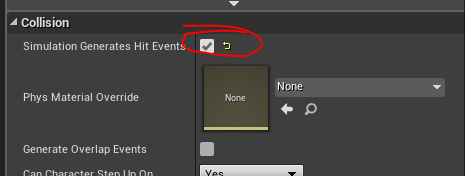 Collision
Simulation Generates Hit Events
Phys Material Override
None
None
Generate Overlap Events
Can Character Step Up On
Yes